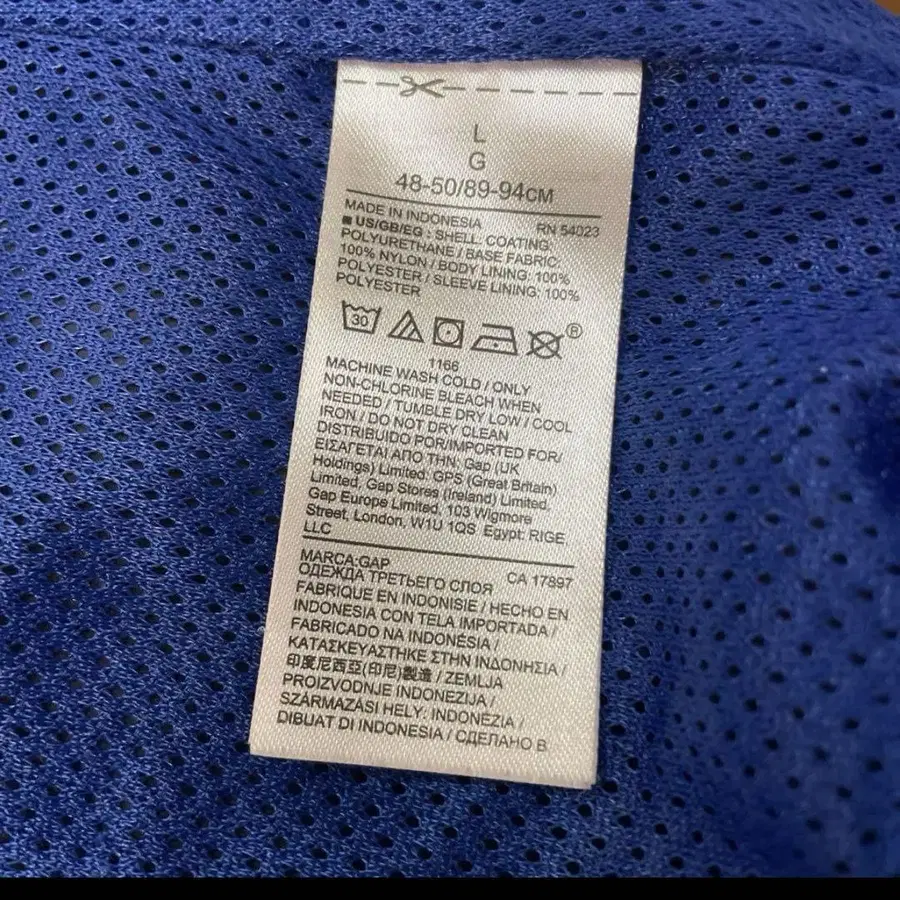 L
G
48-50/89-94CM
MADE IN INDONESIA RN 54023
■ US/GB/EG : SHELL: COATING:
POLYURETHANE / BASE FABRIC:
100% NYLON / BODY LINING: 100%
POLYESTER / SLEEVE LINING: 100%
POLYESTER
30 ®
1166
MACHINE WASH COLD / ONLY
NON-CHLORINE BLEACH WHEN
NEEDED / TUMBLE DRY LOW / COOL
IRON / DO NOT DRY CLEAN
DISTRIBUIDO POR/IMPORTED FOR/
ΕΙΣΑΓΕΤΑΙ ΑΠΟ ΤΗΝ: Gap (UK
Holdings) Limited. GPS (Great Britain)
Limited, Gap Stores (Ireland) Limited,
Gap Europe Limited, 103 Wigmore
Street, London, W1U 1QS Egypt: RIGE,
LLC
MARCA:GAP CA 17897
ОДЕЖДА ТРЕТЬЕГО СЛОЯ
FABRIQUE EN INDONISIE / HECHO EN
INDONESIA CON TELA IMPORTADA /
FABRICADO NA INDONÉSIA /
ΚΑΤΑΣΚΕΥΑΣΤΗΚΕ ΣΤΗΝ ΙΝΔΟΝΗΣΙΑ /
印度尼西亞(印尼)製造 / ZEMLJA
PROIZVODNJE INDONEZIJA /
SZÁRMAZÁSI HELY: INDONÉZIA /
DIBUAT DI INDONESIA / СДЕЛАНО В